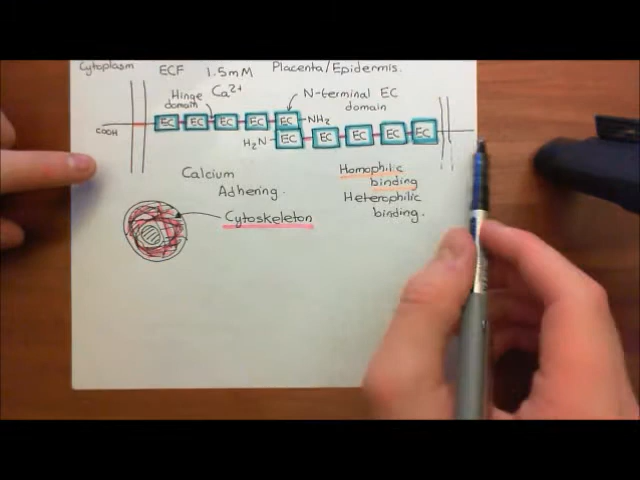 Cytoplasm ECF 1.5mM Placenta/Epidermis.
Hinge domain Ca2+ N-terminal EC domain
COOH EC EC EC EC EC NH2
H2N EC EC EC EC EC
Calcium Adhering.
Homophilic binding
Heterophilic binding.
Cytoskeleton